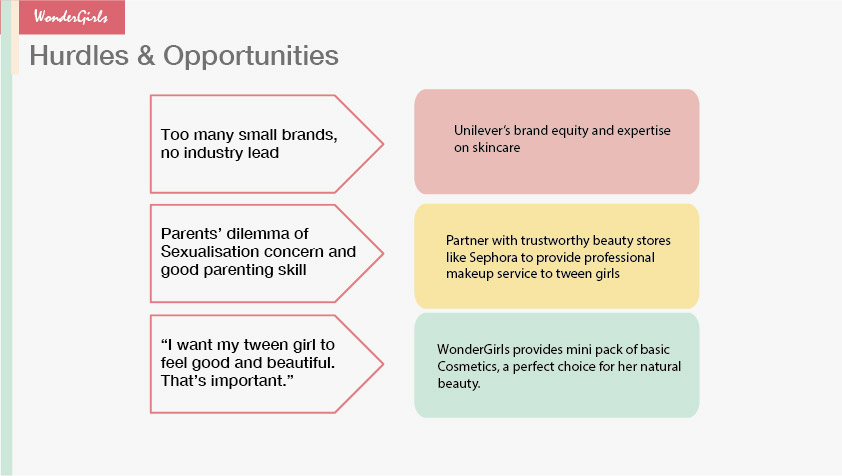 WonderGirls
Hurdles & Opportunities
Too many small brands,
no industry lead
Unilever’s brand equity and expertise
on skincare
Parents’ dilemma of
Sexualisation concern and
good parenting skill
Partner with trustworthy beauty stores
like Sephora to provide professional
makeup service to tween girls
“I want my tween girl to
feel good and beautiful.
That’s important.”
WonderGirls provides mini pack of basic
Cosmetics, a perfect choice for her natural
beauty.